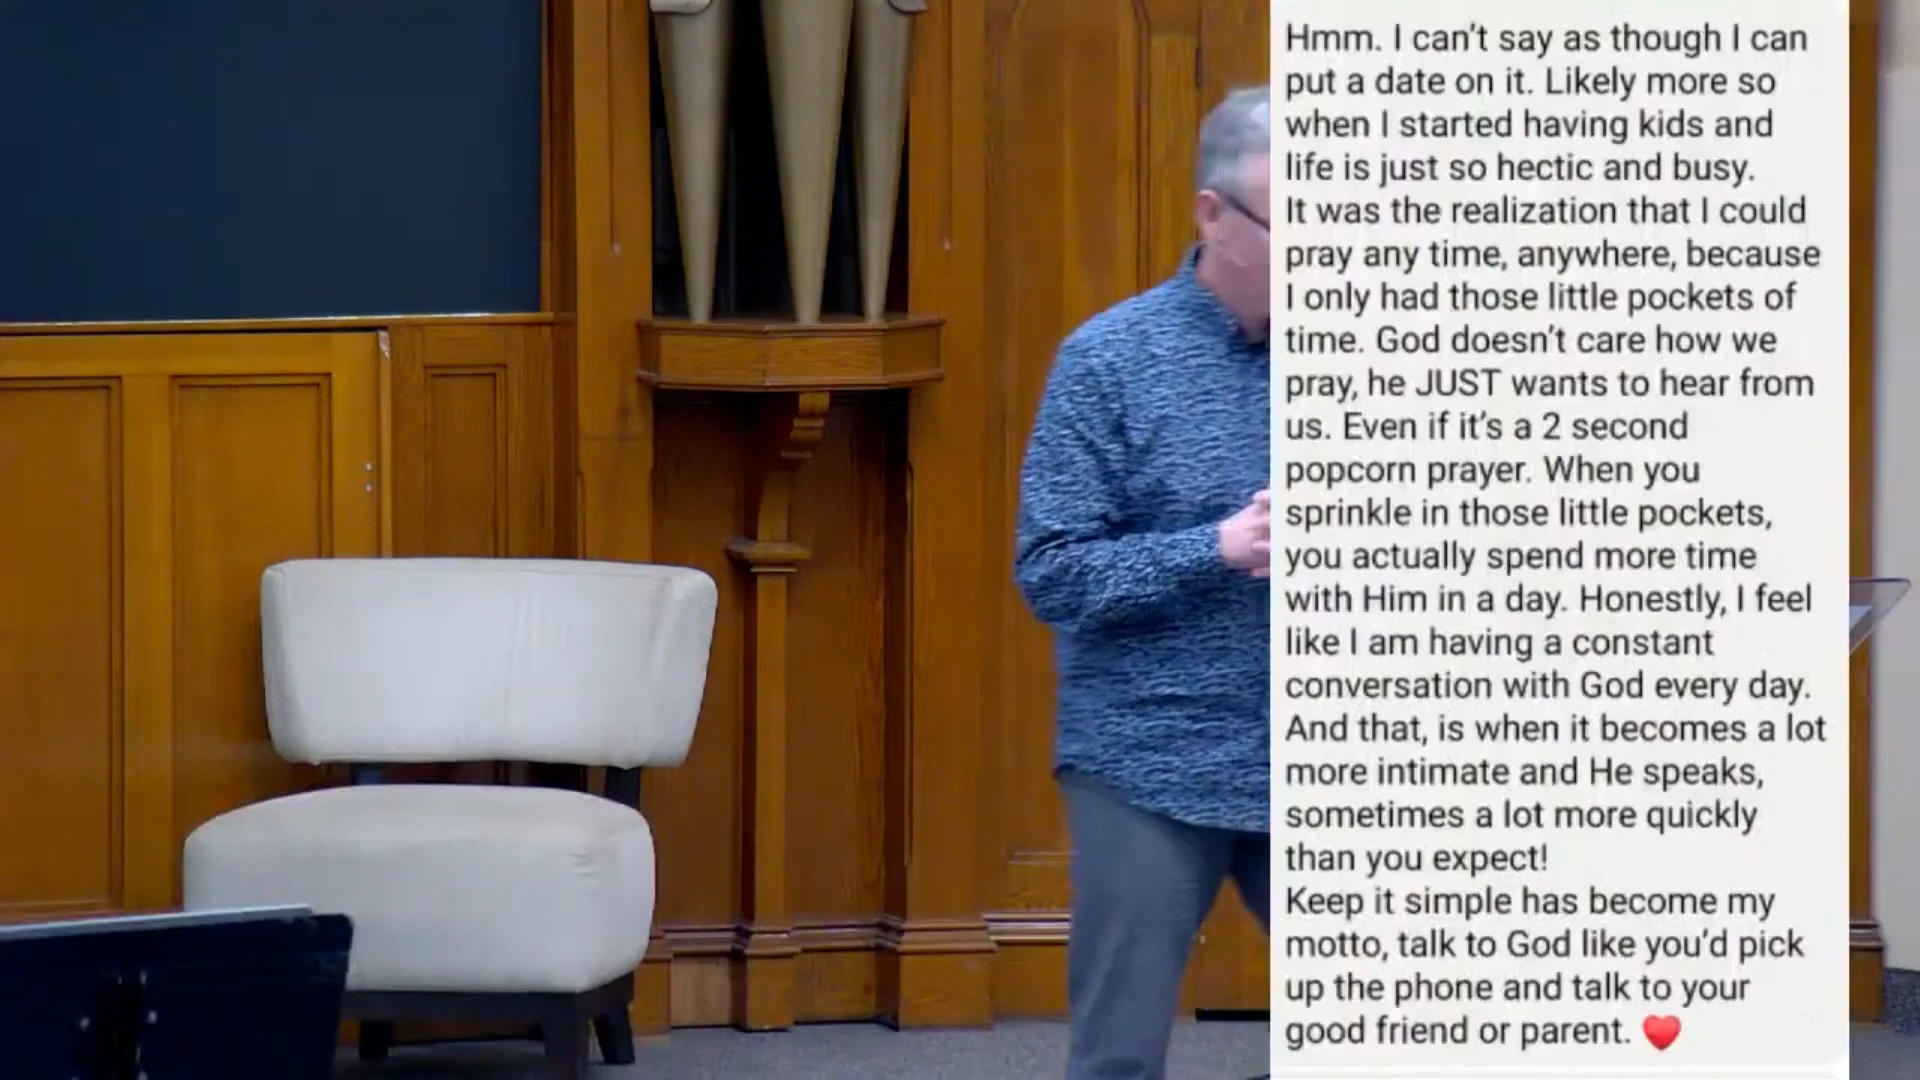 Hmm. I can't say as though I can
put a date on it. Likely more so
when I started having kids and
life is just so hectic and busy.
It was the realization that I could
pray any time, anywhere, because
I only had those little pockets of
time. God doesn't care how we
pray, he JUST wants to hear from
us. Even if it's a 2 second
popcorn prayer. When you
sprinkle in those little pockets,
you actually spend more time
with Him in a day. Honestly, I feel
like I am having a constant
conversation with God every day.
And that, is when it becomes a lot
more intimate and He speaks,
sometimes a lot more quickly
than you expect!
Keep it simple has become my
motto, talk to God like you'd pick
up the phone and talk to your
good friend or parent. ❤️